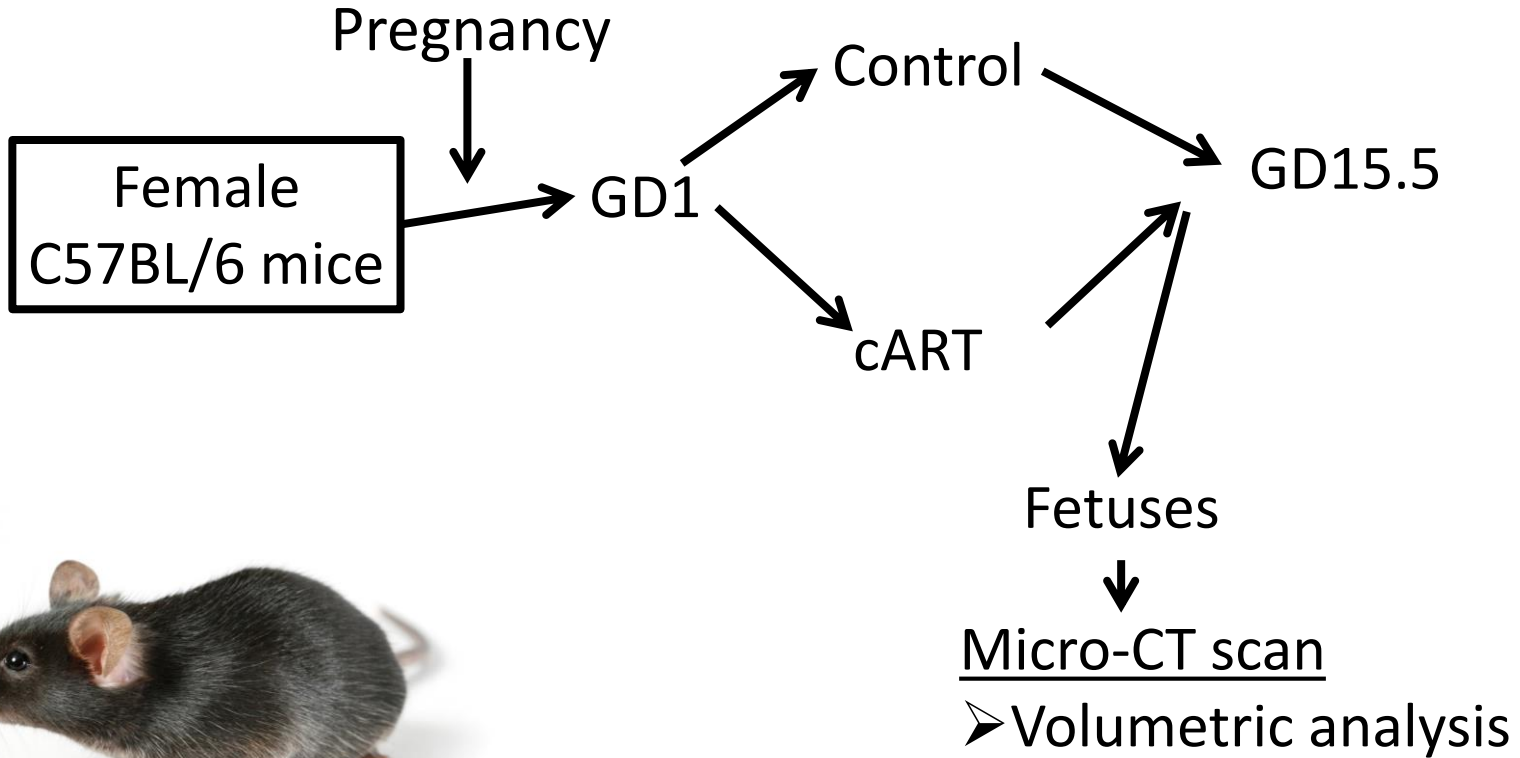 Pregnancy
Control
Female
C57BL/6 mice
GD1
GD15.5
cART
Fetuses
Micro-CT scan
➢Volumetric analysis